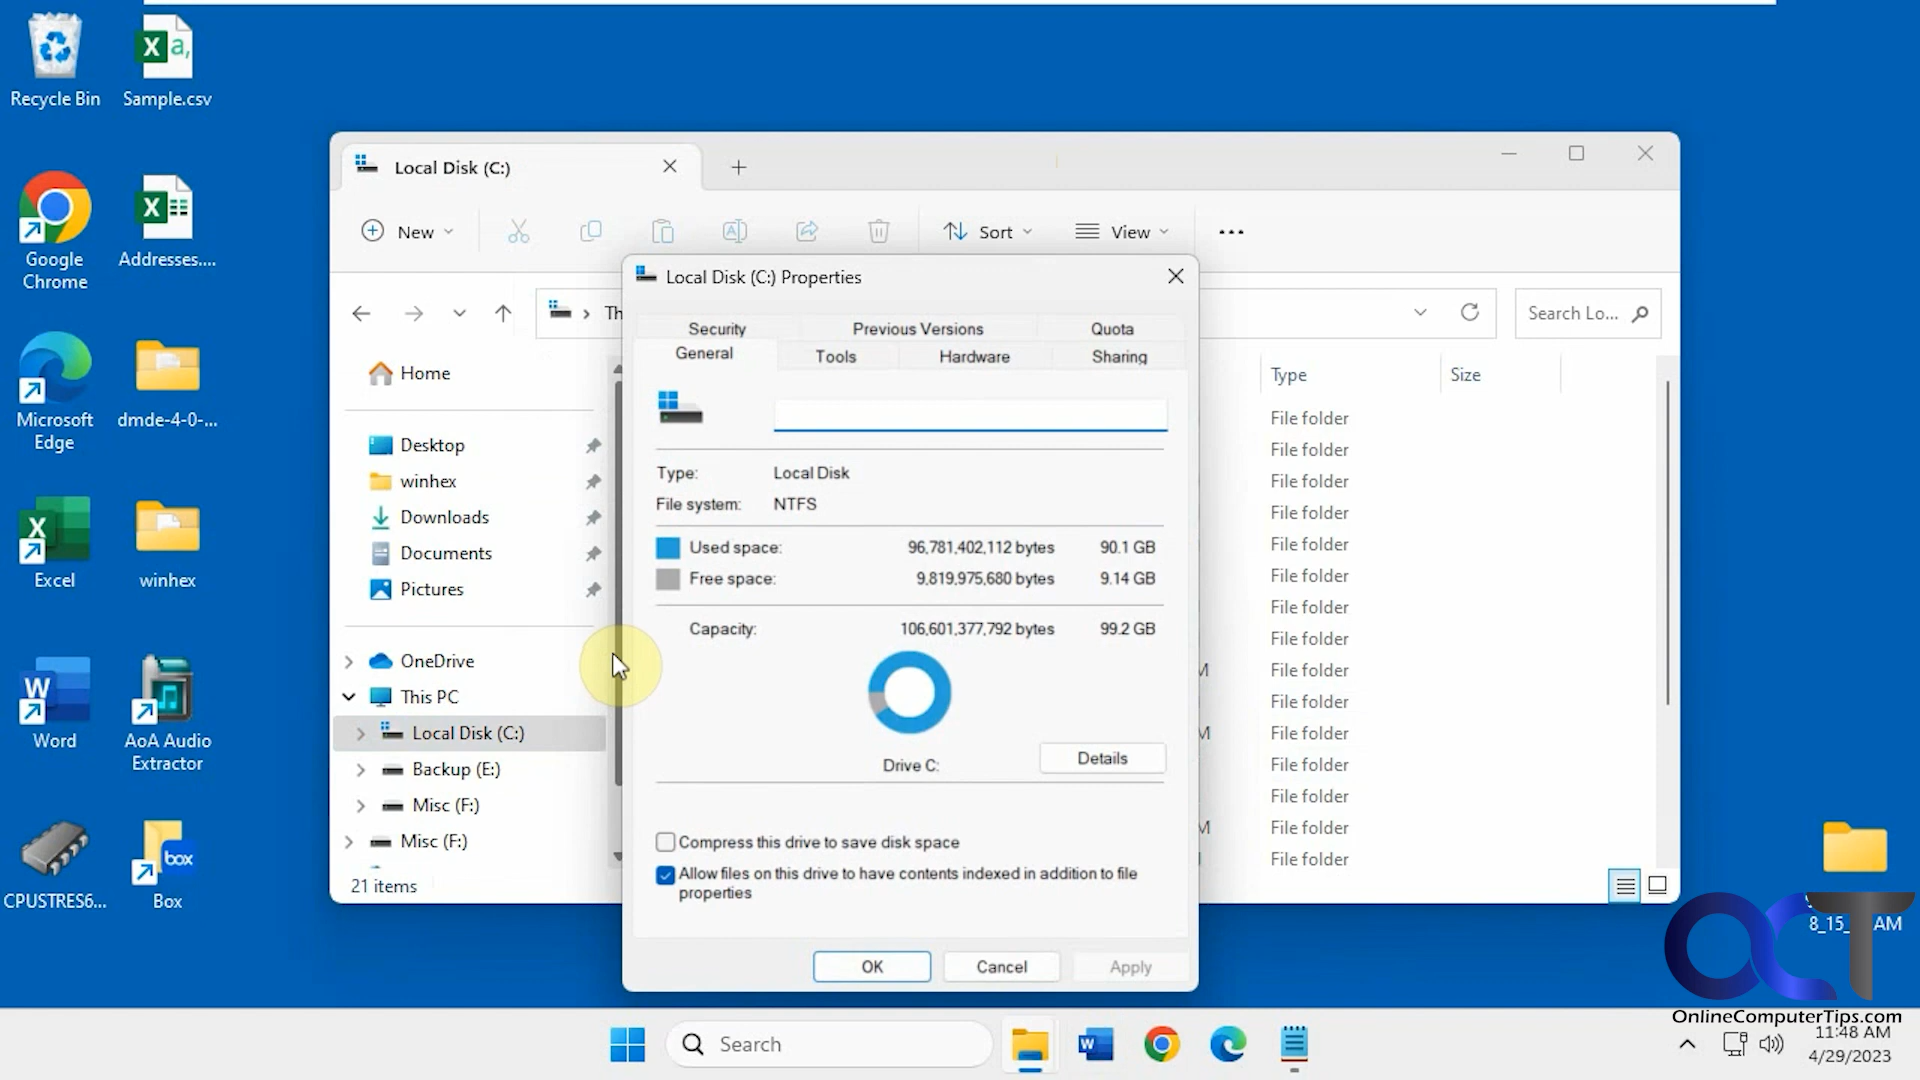 Recycle Bin
Sample.csv
Google
Chrome
Addresses....
Microsoft
Edge
dmde-4-0-...
Excel
winhex
Word
AoA Audio
Extractor
CPUSTRES6...
Box
Local Disk (C:)
New
Sort
View
Th
Search Lo...
Home
Desktop
winhex
Downloads
Documents
Pictures
OneDrive
This PC
Local Disk (C:)
Backup (E:)
Misc (F:)
Misc (F:)
21 items
Type
Size
File folder
File folder
File folder
File folder
File folder
File folder
File folder
File folder
M
File folder
File folder
M
File folder
File folder
File folder
M
File folder
File folder
Local Disk (C:) Properties
Security
Previous Versions
Quota
General
Tools
Hardware
Sharing
Type: Local Disk
File system: NTFS
Used space: 96,781,402,112 bytes 90.1 GB
Free space: 9,819,975,680 bytes 9.14 GB
Capacity: 106,601,377,792 bytes 99.2 GB
Drive C:
Details
Compress this drive to save disk space
Allow files on this drive to have contents indexed in addition to file
properties
OK
Cancel
Apply
AM
OCT
OnlineComputerTips.com
Search
11:48 AM
4/29/2023